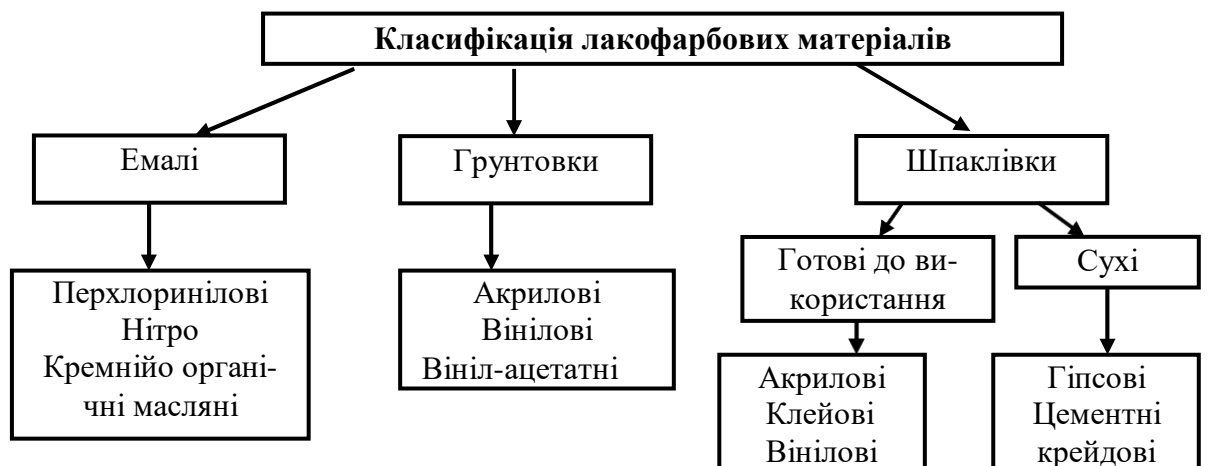 Класифікація лакофарбових матеріалів
Емалі
Грунтовки
Шпаклівки
Готові до ви-
користання
Сухі
Перхлоринілові
Нітро
Кремнійо органі-
чні масляні
Акрилові
Вінілові
Вініл-ацетатні
Акрилові
Клейові
Вінілові
Гіпсові
Цементні
крейдові